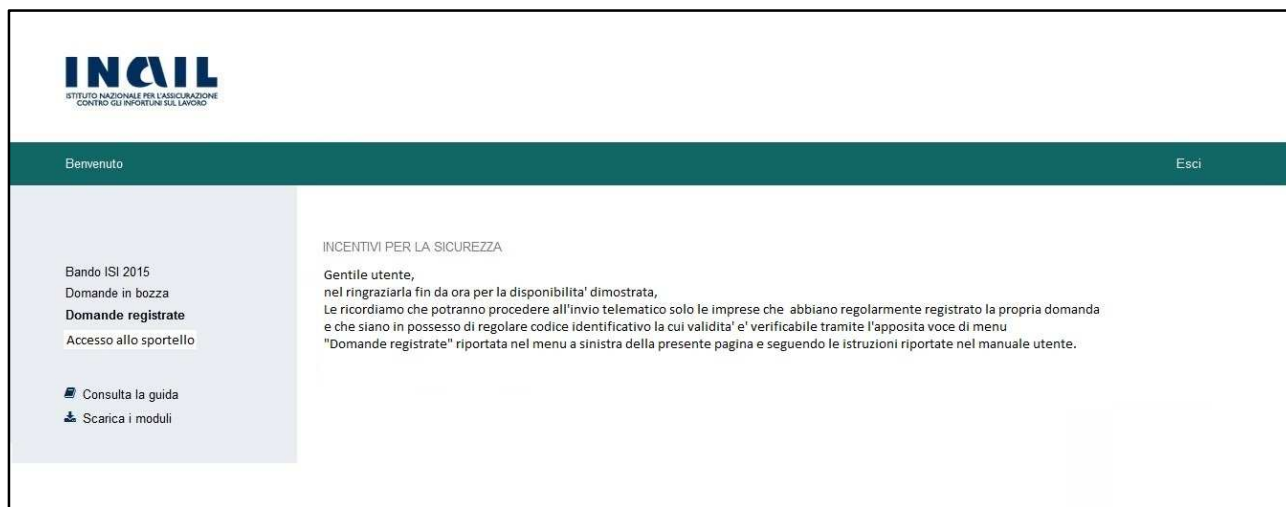 INAIL
ISTITUTO NAZIONALE PER L'ASSICURAZIONE
CONTRO GLI INFORTUNI SUL LAVORO
Benvenuto
Esci
Bando ISI 2015
Domande in bozza
Domande registrate
Accesso allo sportello
Consulta la guida
Scarica i moduli
INCENTIVI PER LA SICUREZZA
Gentile utente,
nel ringraziarla fin da ora per la disponibilita' dimostrata,
Le ricordiamo che potranno procedere all'invio telematico solo le imprese che abbiano regolarmente registrato la propria domanda
e che siano in possesso di regolare codice identificativo la cui validita' e' verificabile tramite l'apposita voce di menu
"Domande registrate" riportata nel menu a sinistra della presente pagina e seguendo le istruzioni riportate nel manuale utente.